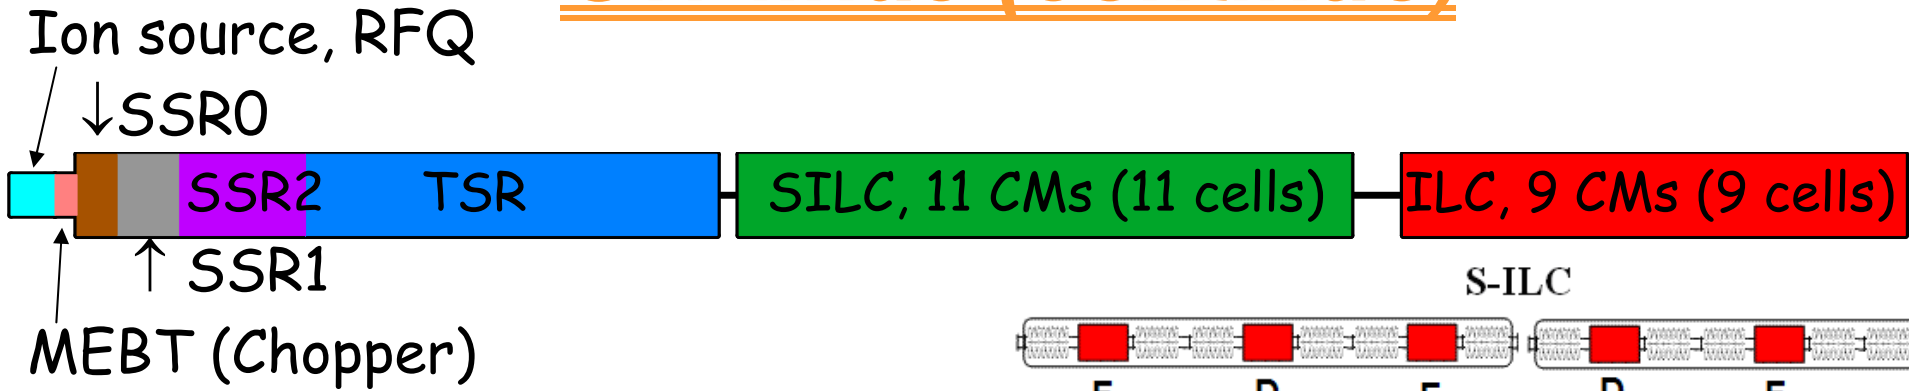 Ion source, RFQ
↓SSR0
SSR2 TSR SILC, 11 CMs (11 cells) ILC, 9 CMs (9 cells)
↑ SSR1
S-ILC
MEBT (Chopper)